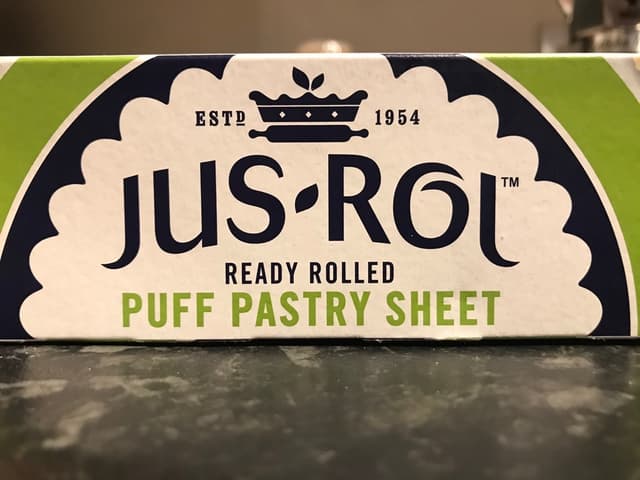 ESTD 1954
JUS-ROL™
READY ROLLED
PUFF PASTRY SHEET